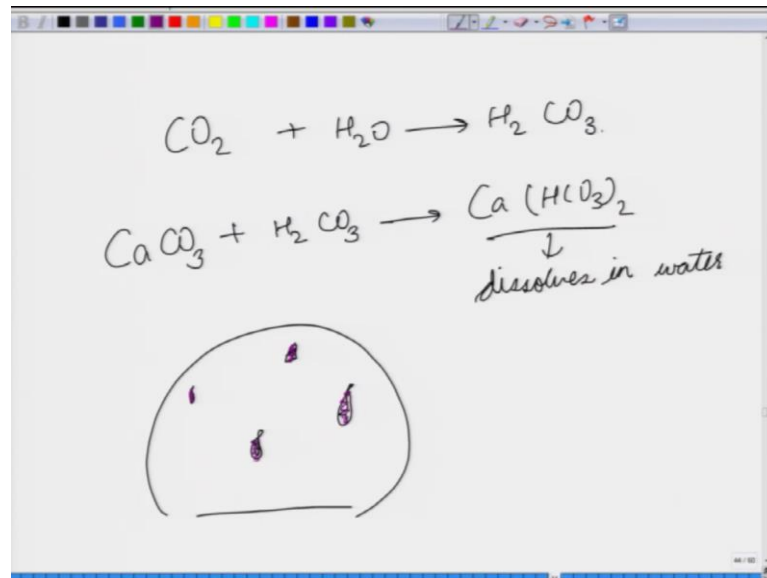 CO₂ + H₂O → H₂ CO₃.
CaCO₃ + H₂ CO₃ → Ca (HCO₃)₂
↓
dissolves in water